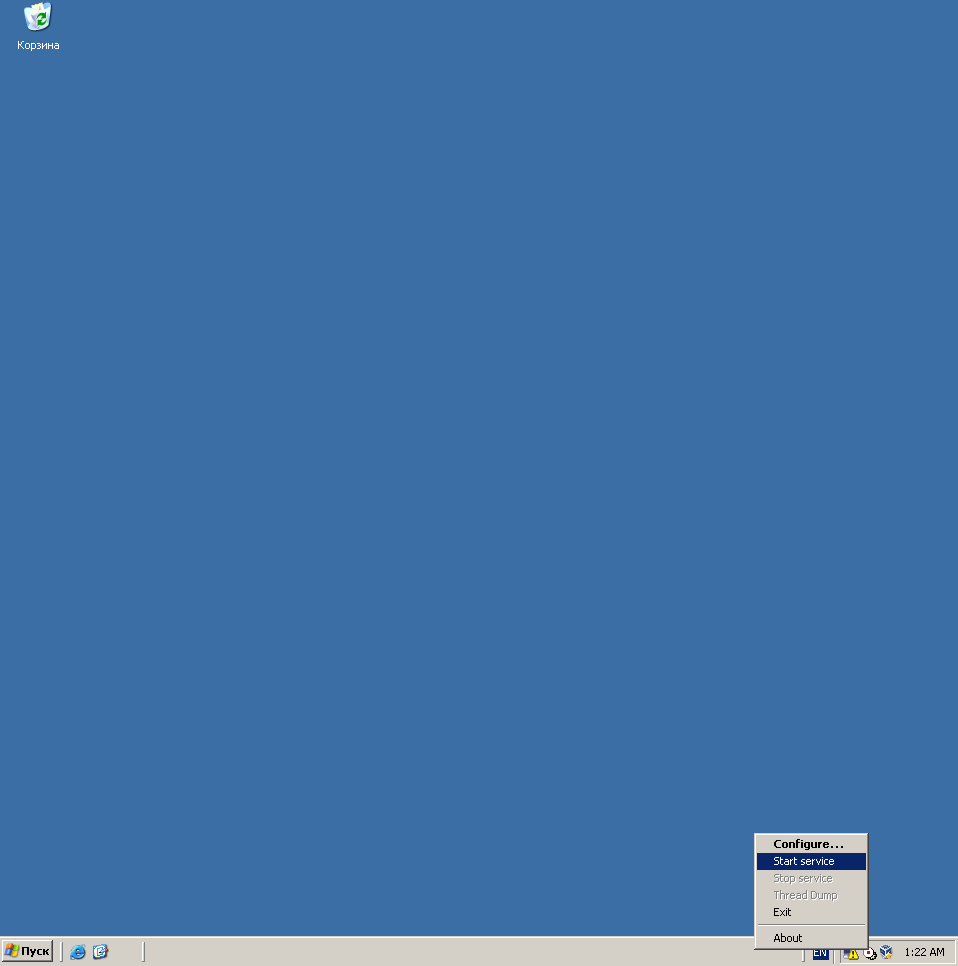 Корзина
Configure...
Start service
Stop service
Thread Dump
Exit
About
Пуск
EN
1:22 AM